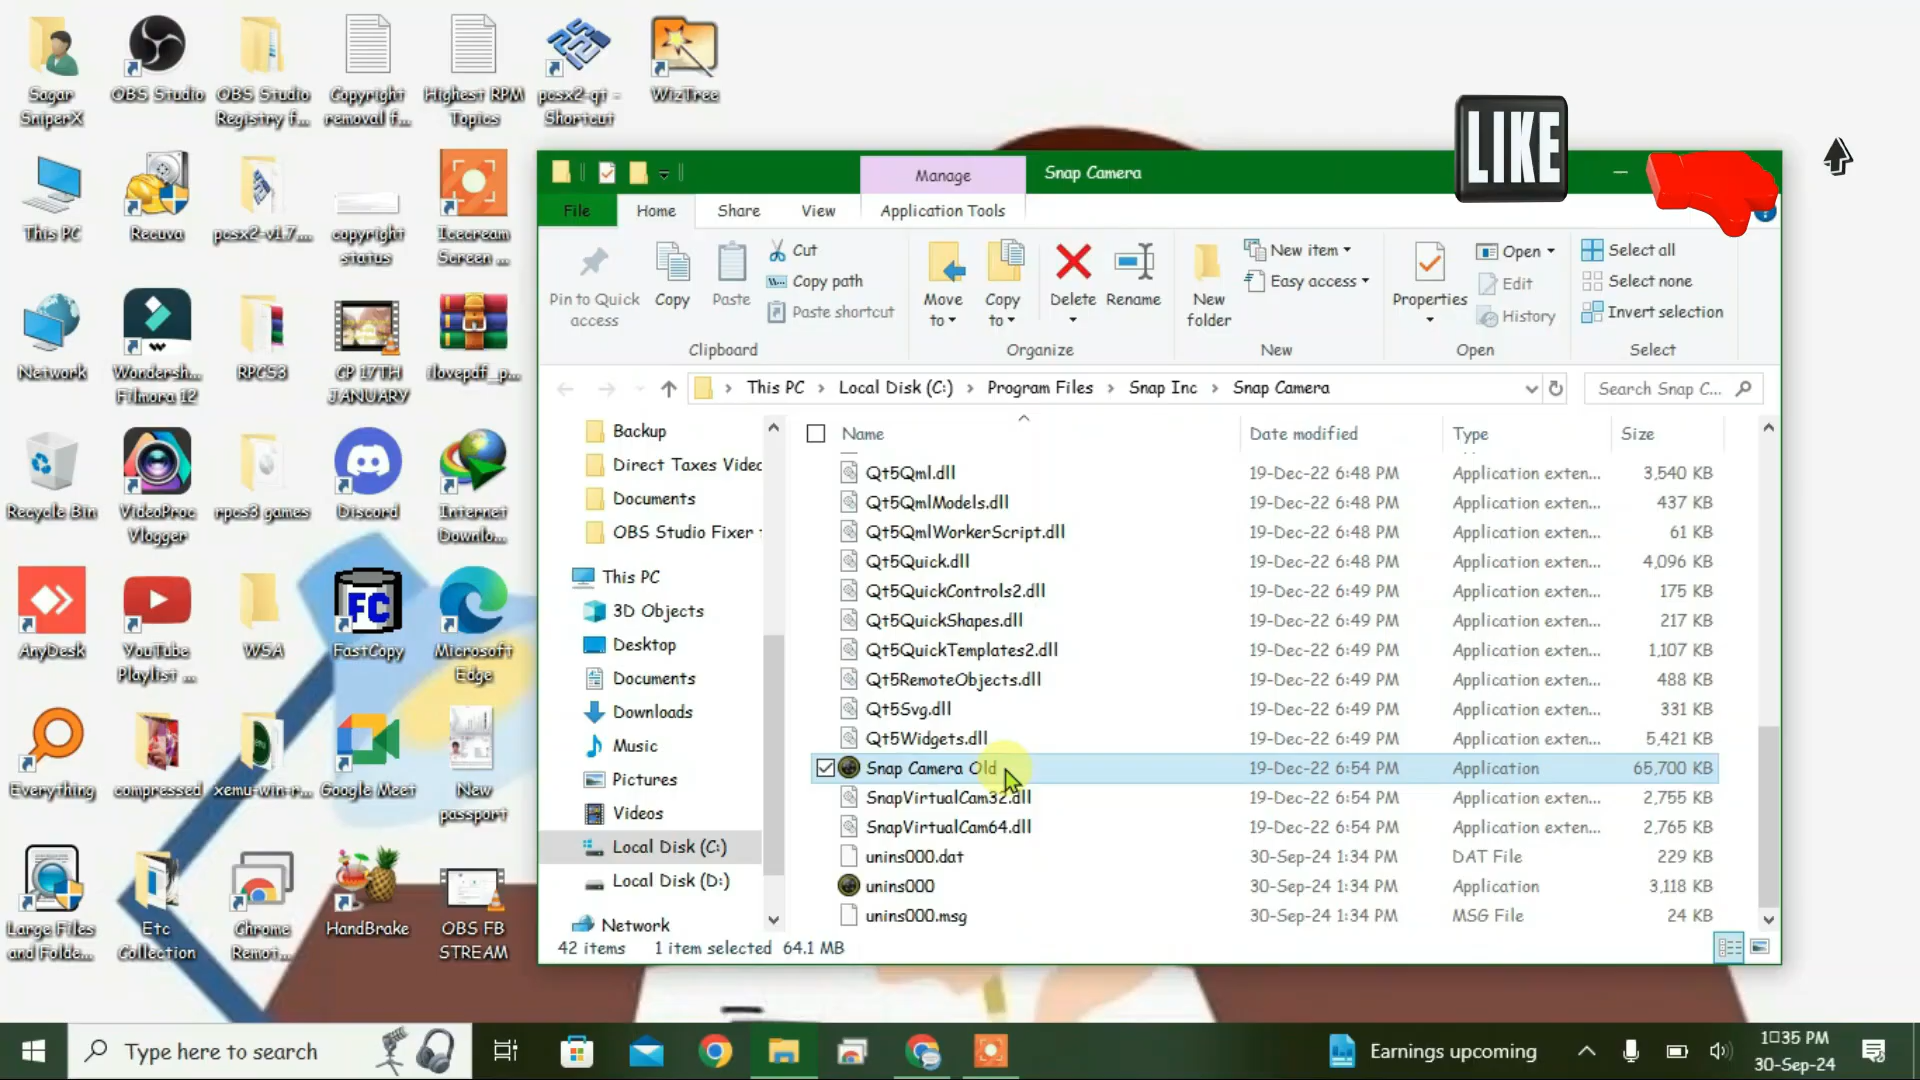 Sagar
SniperX
OBS Studio
OBS Studio
Registry f...
Copyright
removal f...
Highest RPM
Topics
pcsx2-qt -
Shortcut
WizTree
This PC
Recuva
pcsx2-v1.7....
copyright
status
Icecream
Screen ...
Network
Wondersh...
Filmora 12
RPCS3
CP 17TH
JANUARY
ilovepdf_p...
Recycle Bin
VideoProc
Vlogger
rpcs3 games
Discord
Internet
Downlo...
AnyDesk
YouTube
Playlist ...
WSA
FC
FastCopy
Microsoft
Edge
Everything
compressed
xemu-win-r...
Google Meet
New
passport
Large Files
and Folde...
Etc
Collection
Chrome
Remot...
HandBrake
OBS FB
STREAM
LIKE
Manage
Snap Camera
File
Home
Share
View
Application Tools
Pin to Quick
access
Copy
Paste
Cut
Copy path
Paste shortcut
Clipboard
Move
to
Copy
to
Delete
Rename
Organize
New
folder
New item
Easy access
New
Properties
Open
Edit
History
Open
Select all
Select none
Invert selection
Select
This PC
Local Disk (C:)
Program Files
Snap Inc
Snap Camera
Search Snap C...
Backup
Direct Taxes Videc
Documents
OBS Studio Fixer
This PC
3D Objects
Desktop
Documents
Downloads
Music
Pictures
Videos
Local Disk (C:)
Local Disk (D:)
Network
Name Date modified Type Size
Qt5Qml.dll 19-Dec-22 6:48 PM Application exten... 3,540 KB
Qt5QmlModels.dll 19-Dec-22 6:48 PM Application exten... 437 KB
Qt5QmlWorkerScript.dll 19-Dec-22 6:48 PM Application exten... 61 KB
Qt5Quick.dll 19-Dec-22 6:48 PM Application exten... 4,096 KB
Qt5QuickControls2.dll 19-Dec-22 6:49 PM Application exten... 175 KB
Qt5QuickShapes.dll 19-Dec-22 6:49 PM Application exten... 217 KB
Qt5QuickTemplates2.dll 19-Dec-22 6:49 PM Application exten... 1,107 KB
Qt5RemoteObjects.dll 19-Dec-22 6:49 PM Application exten... 488 KB
Qt5Svg.dll 19-Dec-22 6:49 PM Application exten... 331 KB
Qt5Widgets.dll 19-Dec-22 6:49 PM Application exten... 5,421 KB
Snap Camera Old 19-Dec-22 6:54 PM Application 65,700 KB
SnapVirtualCam32.dll 19-Dec-22 6:54 PM Application exten... 2,755 KB
SnapVirtualCam64.dll 19-Dec-22 6:54 PM Application exten... 2,765 KB
unins000.dat 30-Sep-24 1:34 PM DAT File 229 KB
unins000 30-Sep-24 1:34 PM Application 3,118 KB
unins000.msg 30-Sep-24 1:34 PM MSG File 24 KB
42 items 1 item selected 64.1 MB
Type here to search
Earnings upcoming
1□35 PM
30-Sep-24